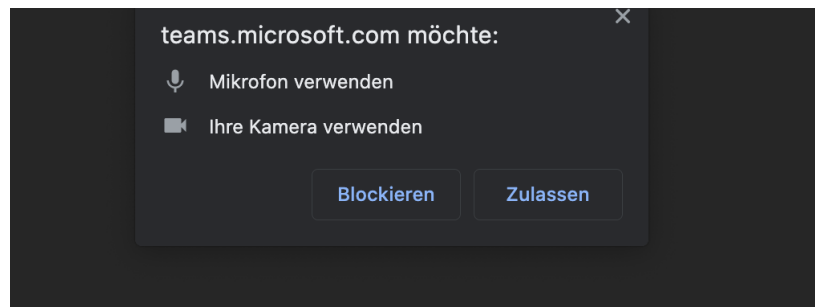 teams.microsoft.com möchte:
Mikrofon verwenden
Ihre Kamera verwenden
Blockieren Zulassen